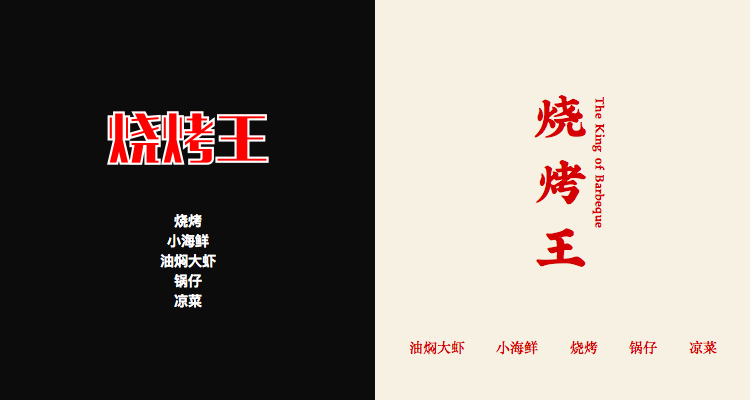 烧烤王
烧烤
小海鲜
油焖大虾
锅仔
凉菜
烧烤王
The King of Barbeque
油焖大虾 小海鲜 烧烤 锅仔 凉菜